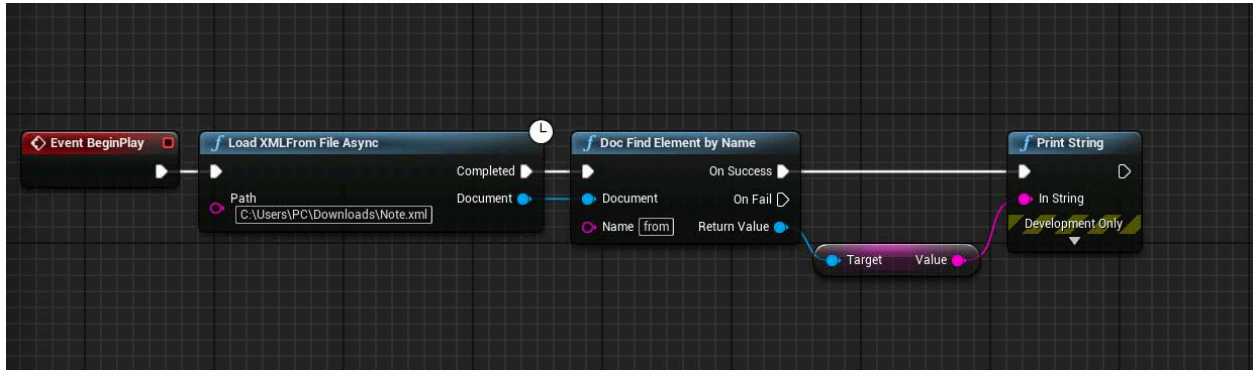 Event BeginPlay
f Load XMLFrom File Async
Completed
Path
C:\Users\PC\Downloads\Note.xml
Document
f Doc Find Element by Name
On Success
Document
On Fail
Name from
Return Value
Target
Value
f Print String
In String
Development Only